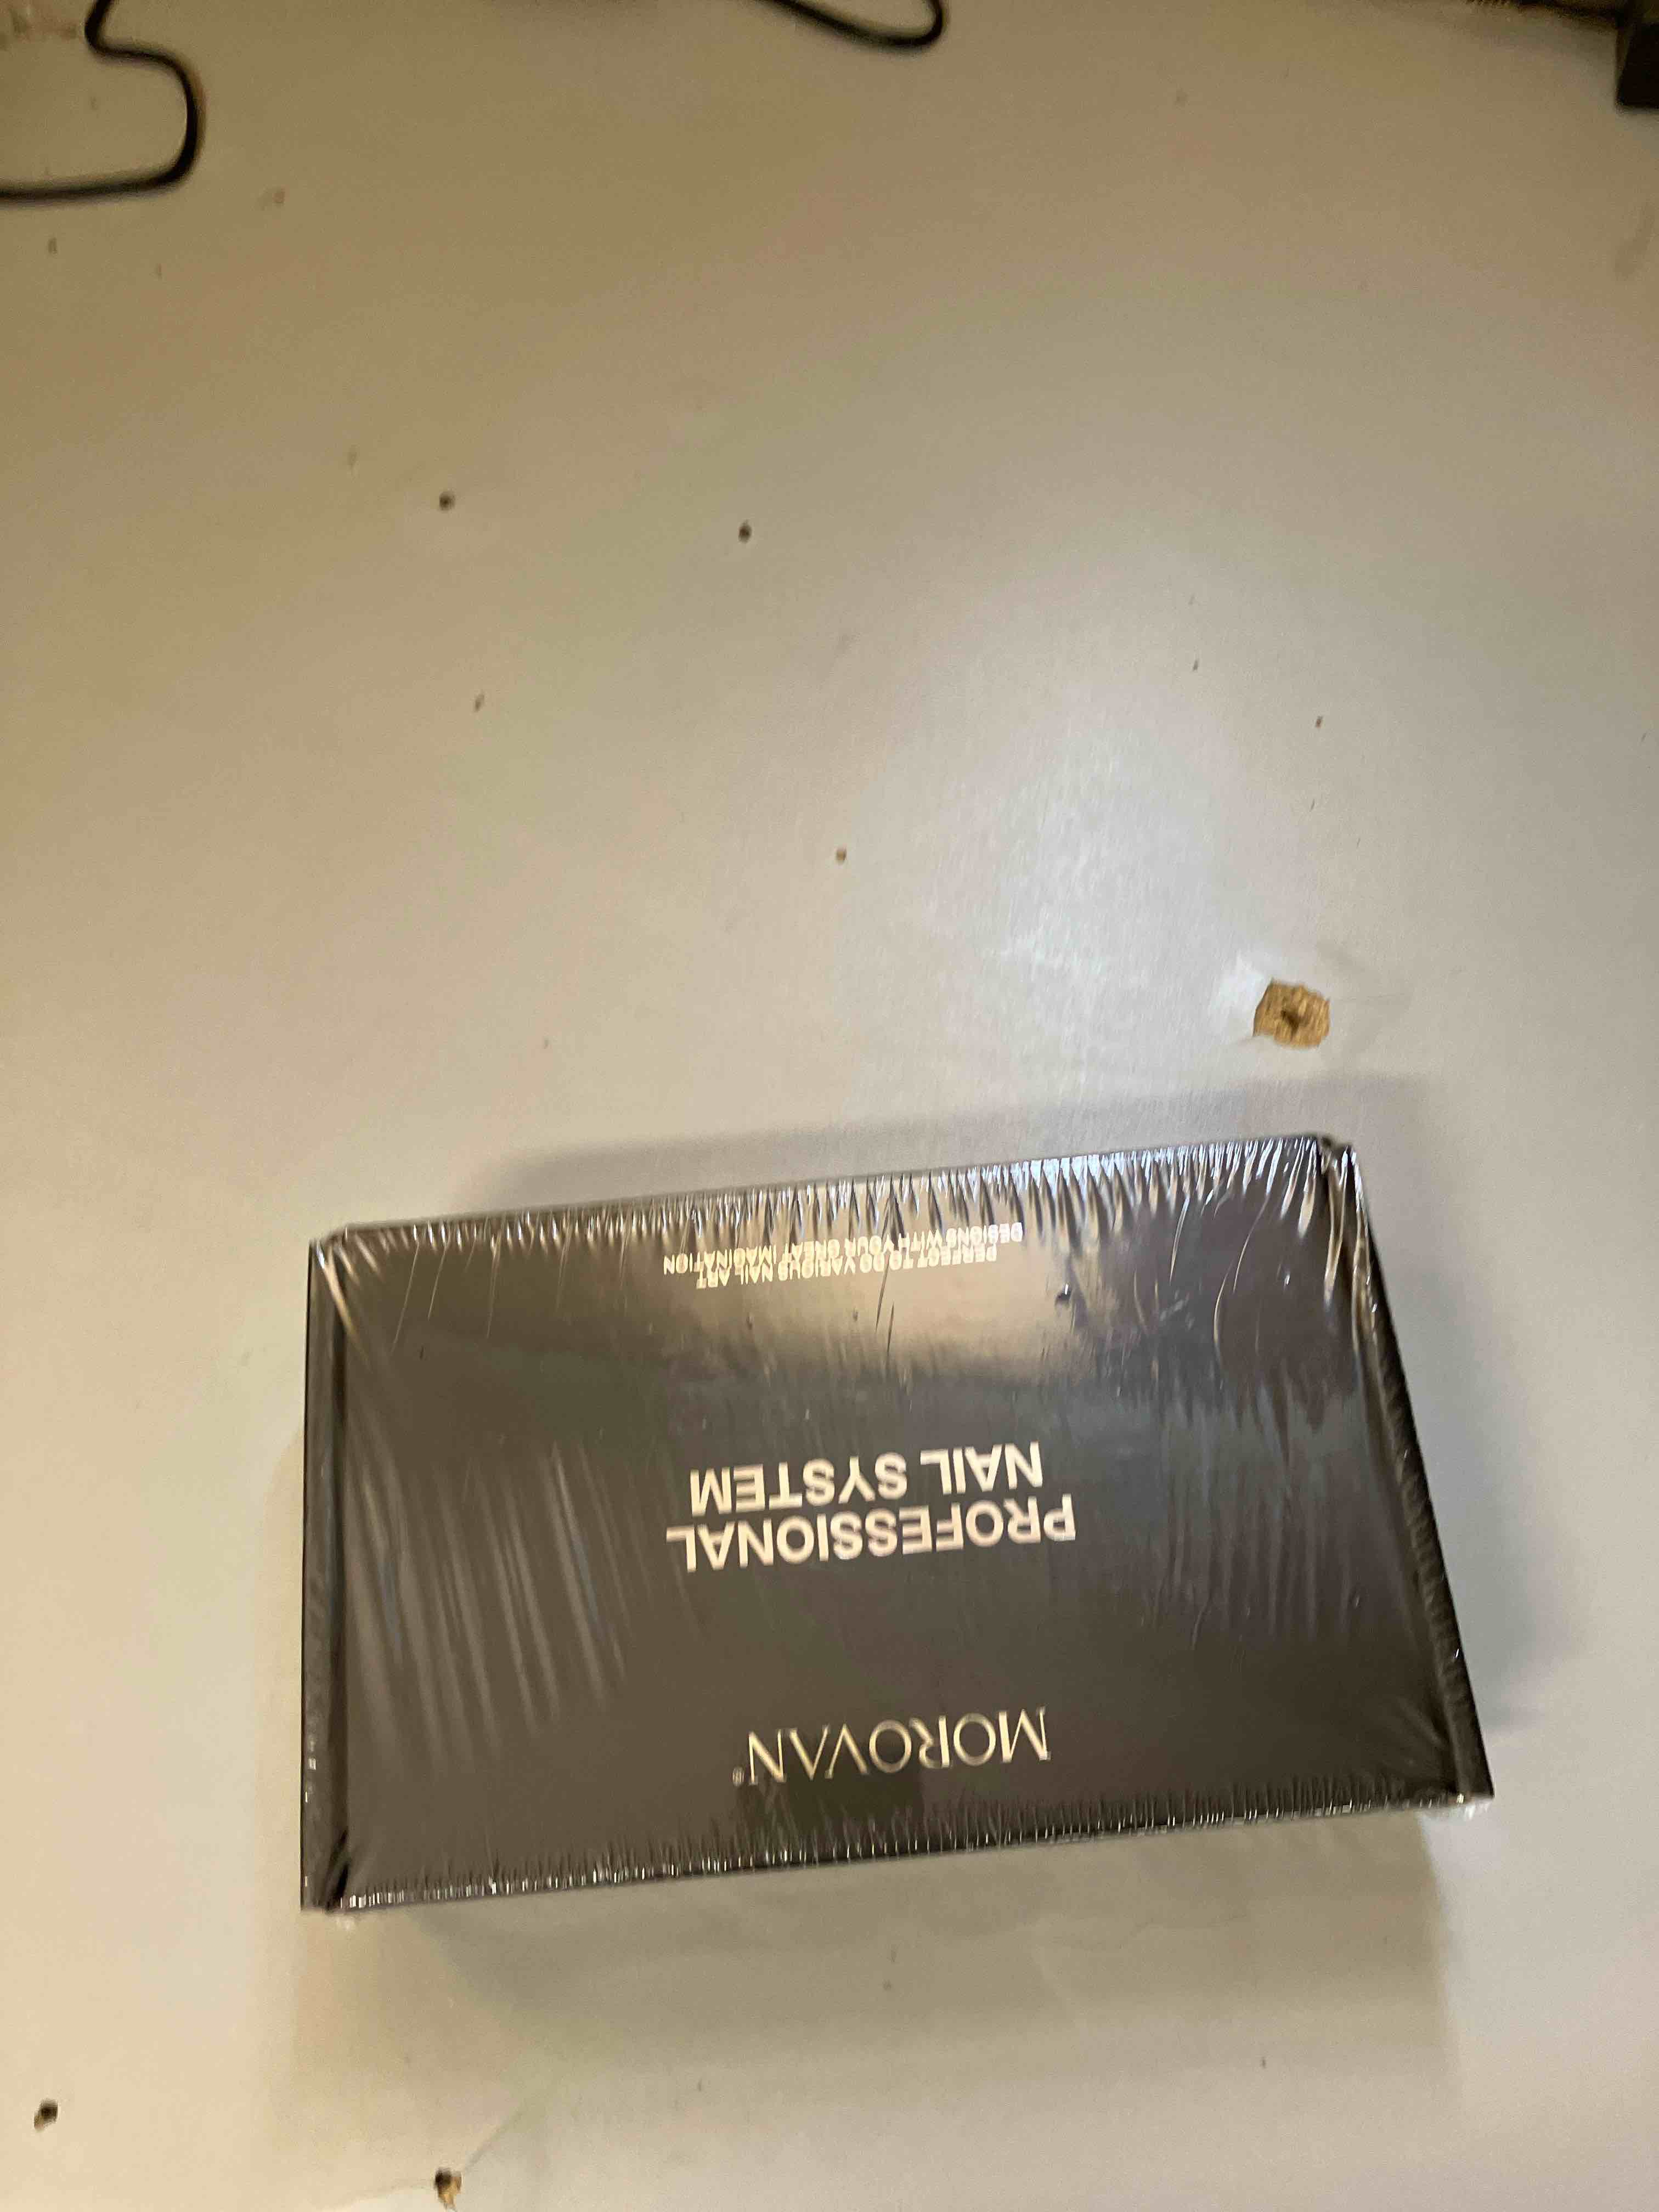 MOROVAN®
PROFESSIONAL
NAIL SYSTEM
PERFECT TO DO VARIOUS NAIL ART
DESIGNS WITH YOUR GREAT IMAGINATION